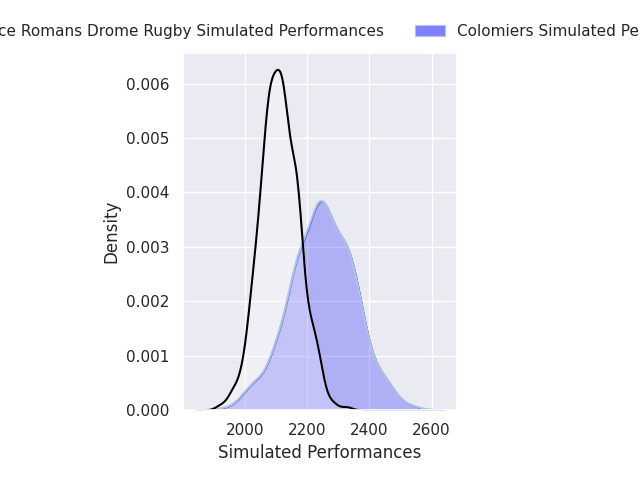 ce Romans Drome Rugby Simulated Performances
Colomiers Simulated Pe
0.006
0.005
0.004
0.003
0.002
0.001
0.000
Density
2000 2200 2400 2600
Simulated Performances